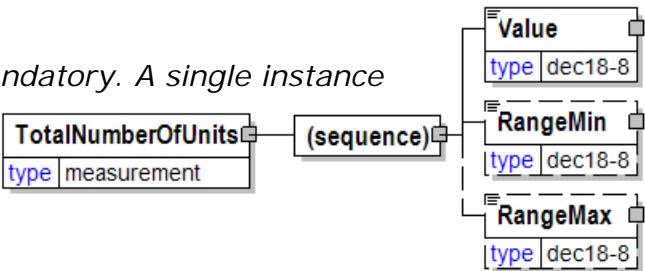 Value
type dec18-8
ndatory. A single instance
RangeMin
type dec18-8
TotalNumberOfUnits
type measurement
(sequence)
RangeMax
type dec18-8